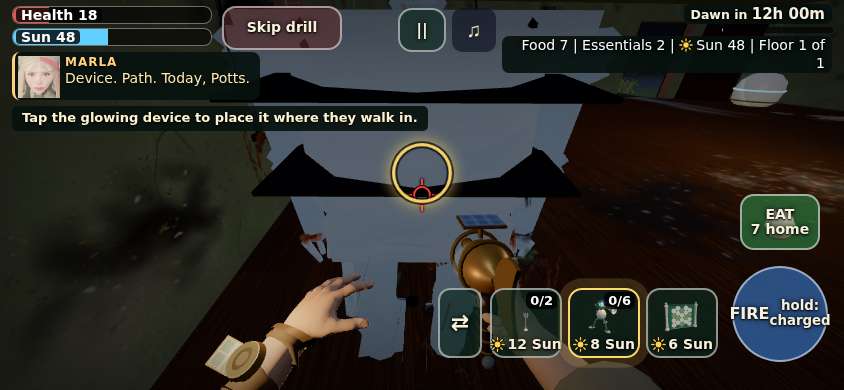 Health 18
Sun 48
Skip drill
Dawn in 12h 00m
Food 7 | Essentials 2 | ☀Sun 48 | Floor 1 of
1
MARLA
Device. Path. Today, Potts.
Tap the glowing device to place it where they walk in.
EAT
7 home
0/2
☀12 Sun
0/6
☀8 Sun
☀6 Sun
FIRE
hold:
charged